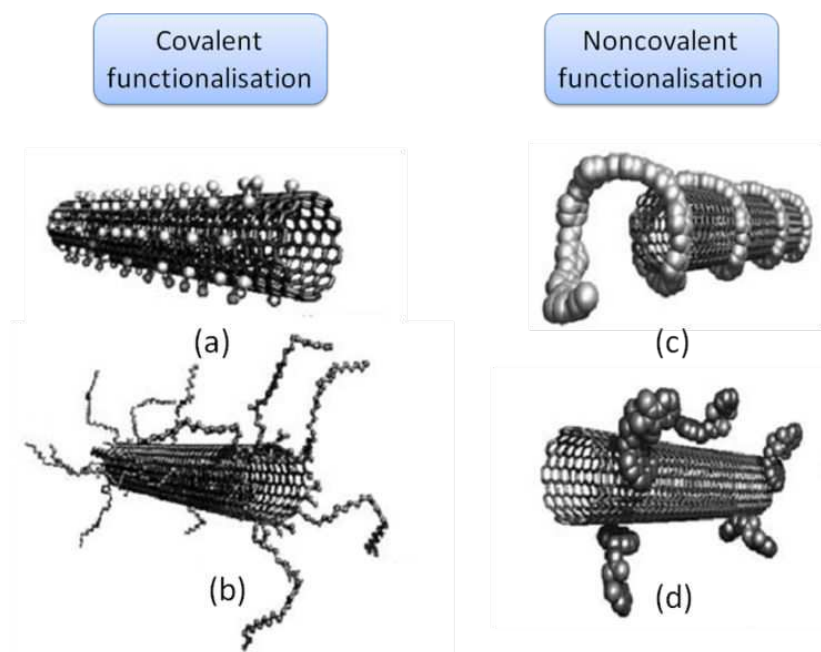 Covalent
functionalisation
Noncovalent
functionalisation
(a)
(c)
(b)
(d)